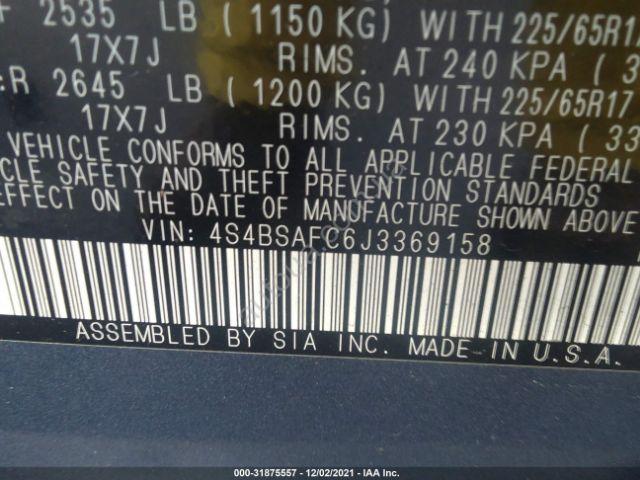 F 2535 LB ( 1150 KG) WITH 225/65R17
17X7J RIMS. AT 240 KPA ( 3
R 2645 LB ( 1200 KG) WITH 225/65R17
17X7J RIMS. AT 230 KPA ( 33
VEHICLE CONFORMS TO ALL APPLICABLE FEDERAL
CLE SAFETY AND THEFT PREVENTION STANDARDS
EFFECT ON THE DATE OF MANUFACTURE SHOWN ABOVE
VIN: 4S4BSAFC6J3369158
ASSEMBLED BY SIA INC. MADE IN U.S.A.
©-IAAI: 31875557 - 12/02/2021 - IAA Inc.